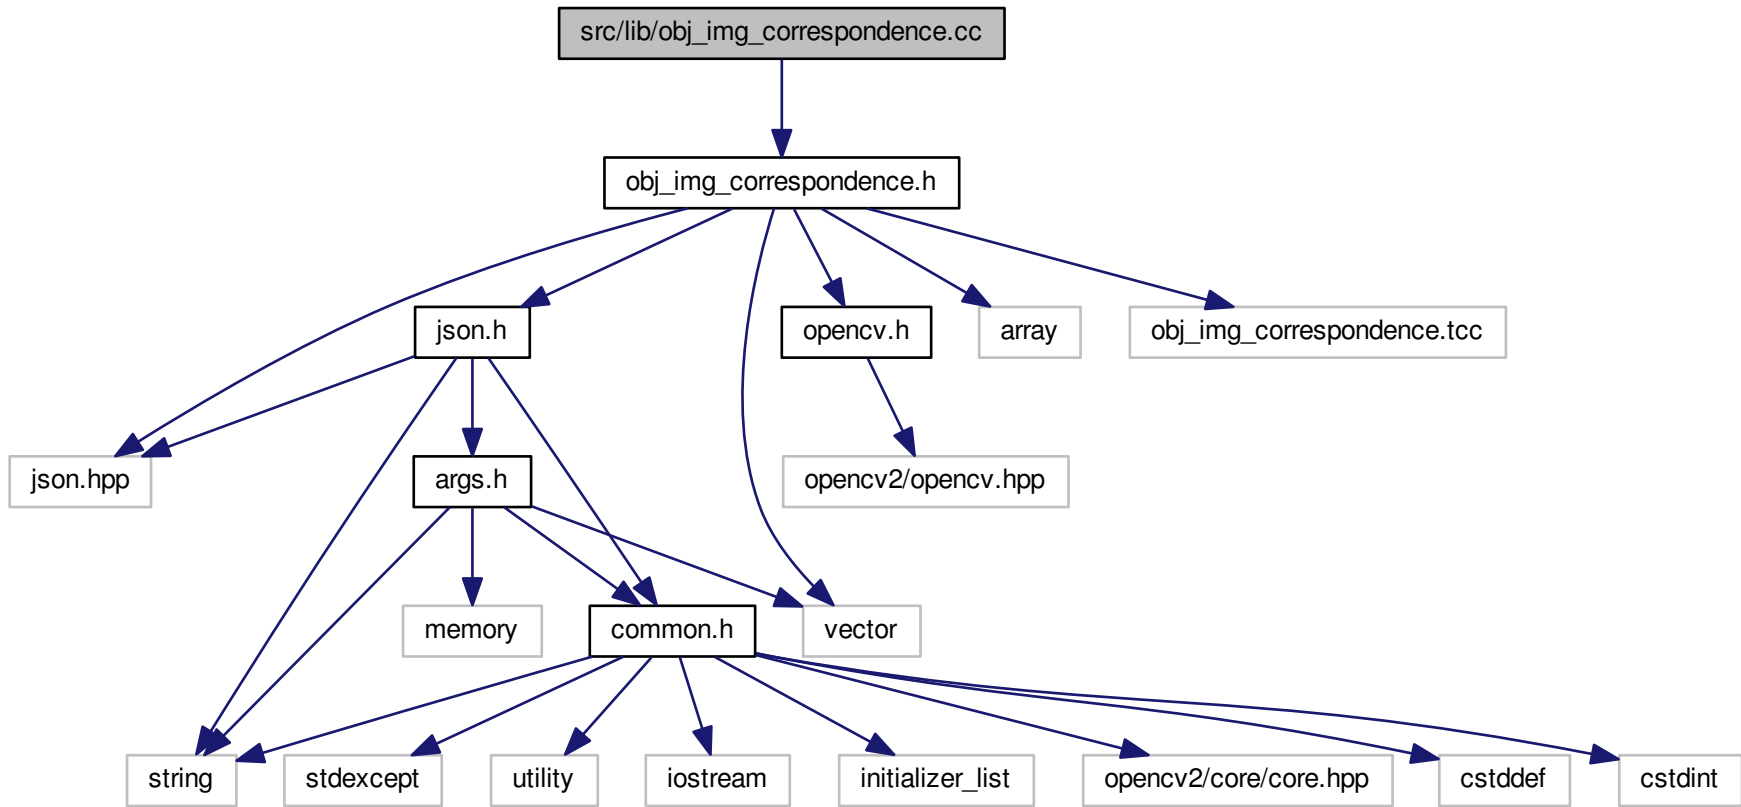 src/lib/obj_img_correspondence.cc
obj_img_correspondence.h
json.h
opencv.h
array
obj_img_correspondence.tcc
json.hpp
args.h
opencv2/opencv.hpp
memory
common.h
vector
string
stdexcept
utility
iostream
initializer_list
opencv2/core/core.hpp
cstddef
cstdint